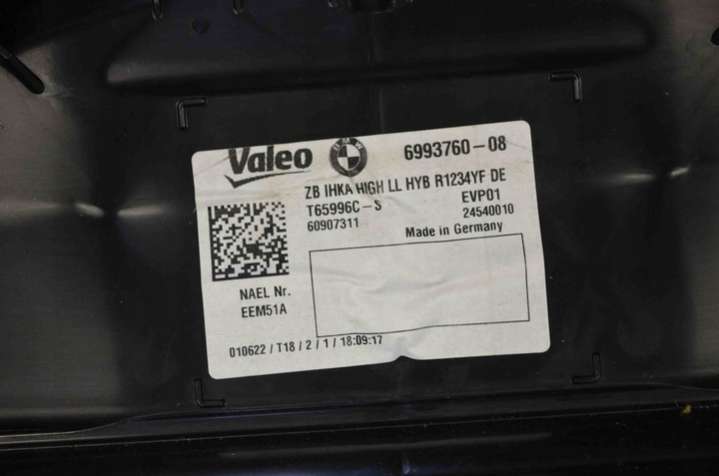 Valeo BMW 6993760-08
ZB IHKA HIGH LL HYB R1234YF DE
T65996C-S EVP01
60907311 24540010
Made in Germany
NAEL Nr.
EEM51A
010622/T18/2/1/18:09:17